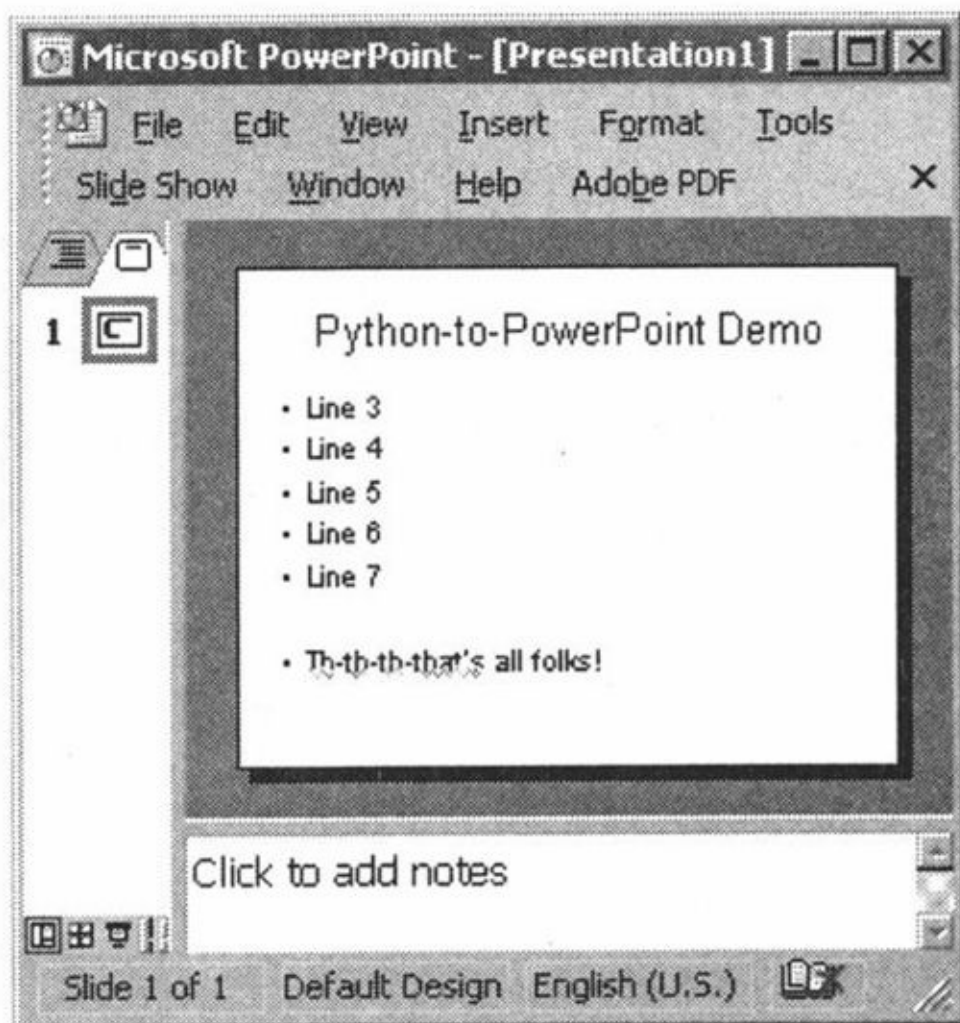 Microsoft PowerPoint - [Presentation1]
File Edit View Insert Format Tools
Slide Show Window Help Adobe PDF
1
Python-to-PowerPoint Demo
• Line 3
• Line 4
• Line 5
• Line 6
• Line 7
• Th-th-th-that's all folks!
Click to add notes
Slide 1 of 1 Default Design English (U.S.)